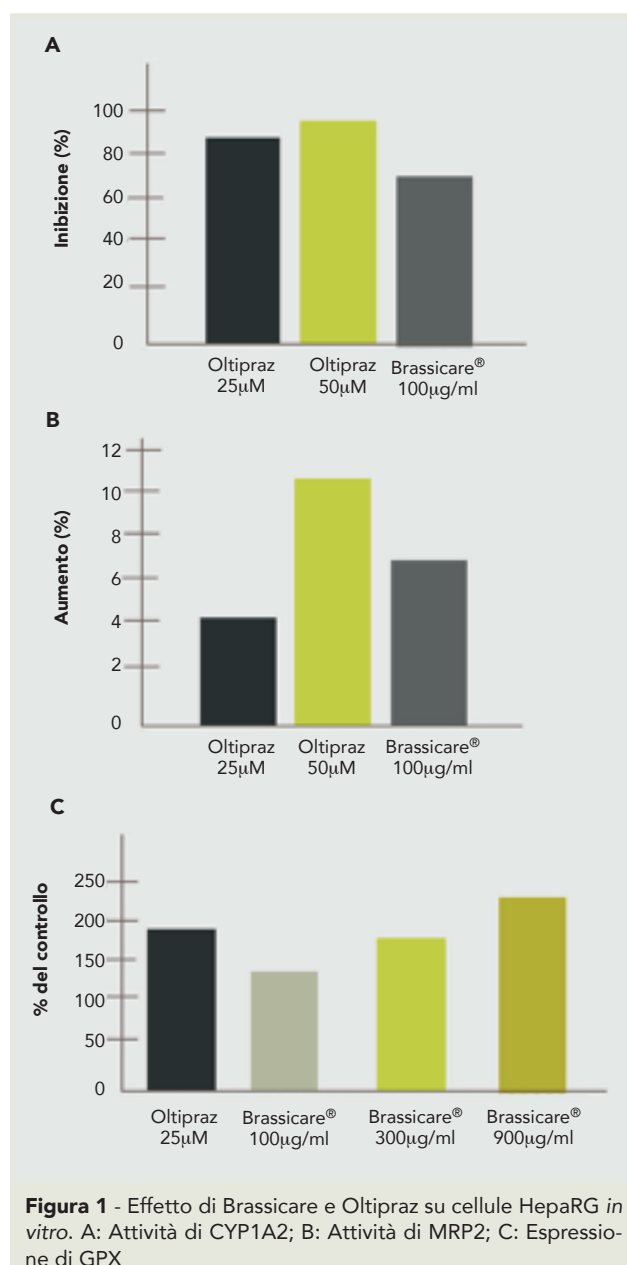 A
Inibizione (%)
100
80
60
40
20
0
Oltipraz
25µM
Oltipraz
50µM
Brassicare®
100µg/ml
B
Aumento (%)
12
10
8
6
4
2
0
Oltipraz
25µM
Oltipraz
50µM
Brassicare®
100µg/ml
C
% del controllo
250
200
150
100
50
0
Oltipraz
25µM
Brassicare®
100µg/ml
Brassicare®
300µg/ml
Brassicare®
900µg/ml
Figura 1 - Effetto di Brassicare e Oltipraz su cellule HepaRG in
vitro. A: Attività di CYP1A2; B: Attività di MRP2; C: Espressio-
ne di GPX